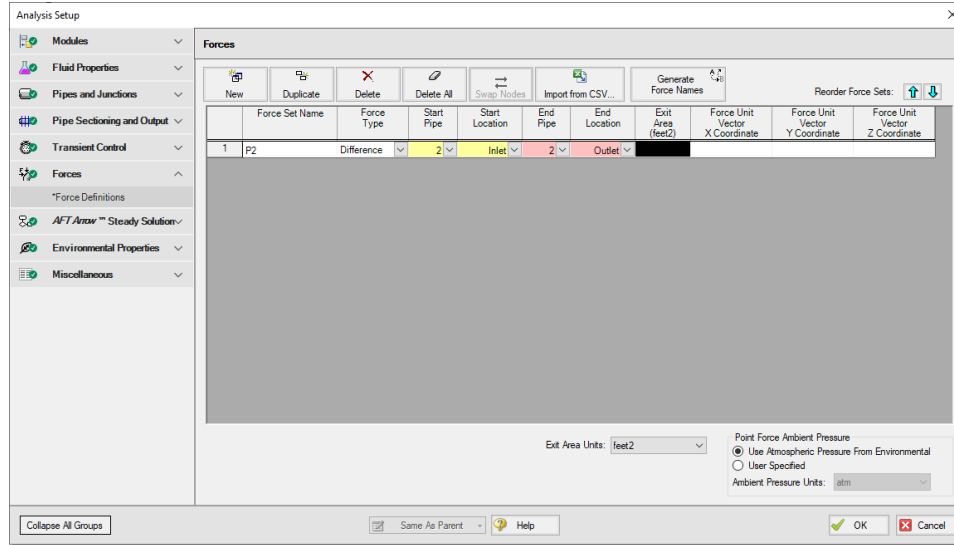 Analysis Setup
Modules
Fluid Properties
Pipes and Junctions
Pipe Sectioning and Output
Transient Control
Forces
*Force Definitions
AFT Arrow ™ Steady Solution
Environmental Properties
Miscellaneous
Forces
New
Duplicate
Delete
Delete All
Swap Nodes
Import from CSV...
Generate
Force Names
Reorder Force Sets:
Force Set Name
Force
Type
Start
Pipe
Start
Location
End
Pipe
End
Location
Exit
Area
(feet2)
Force Unit
Vector
X Coordinate
Force Unit
Vector
Y Coordinate
Force Unit
Vector
Z Coordinate
1 P2 Difference 2 Inlet 2 Outlet
Exit Area Units: feet2
Point Force Ambient Pressure
Use Atmospheric Pressure From Environmental
User Specified
Ambient Pressure Units: atm
Collapse All Groups
Same As Parent
Help
OK
Cancel